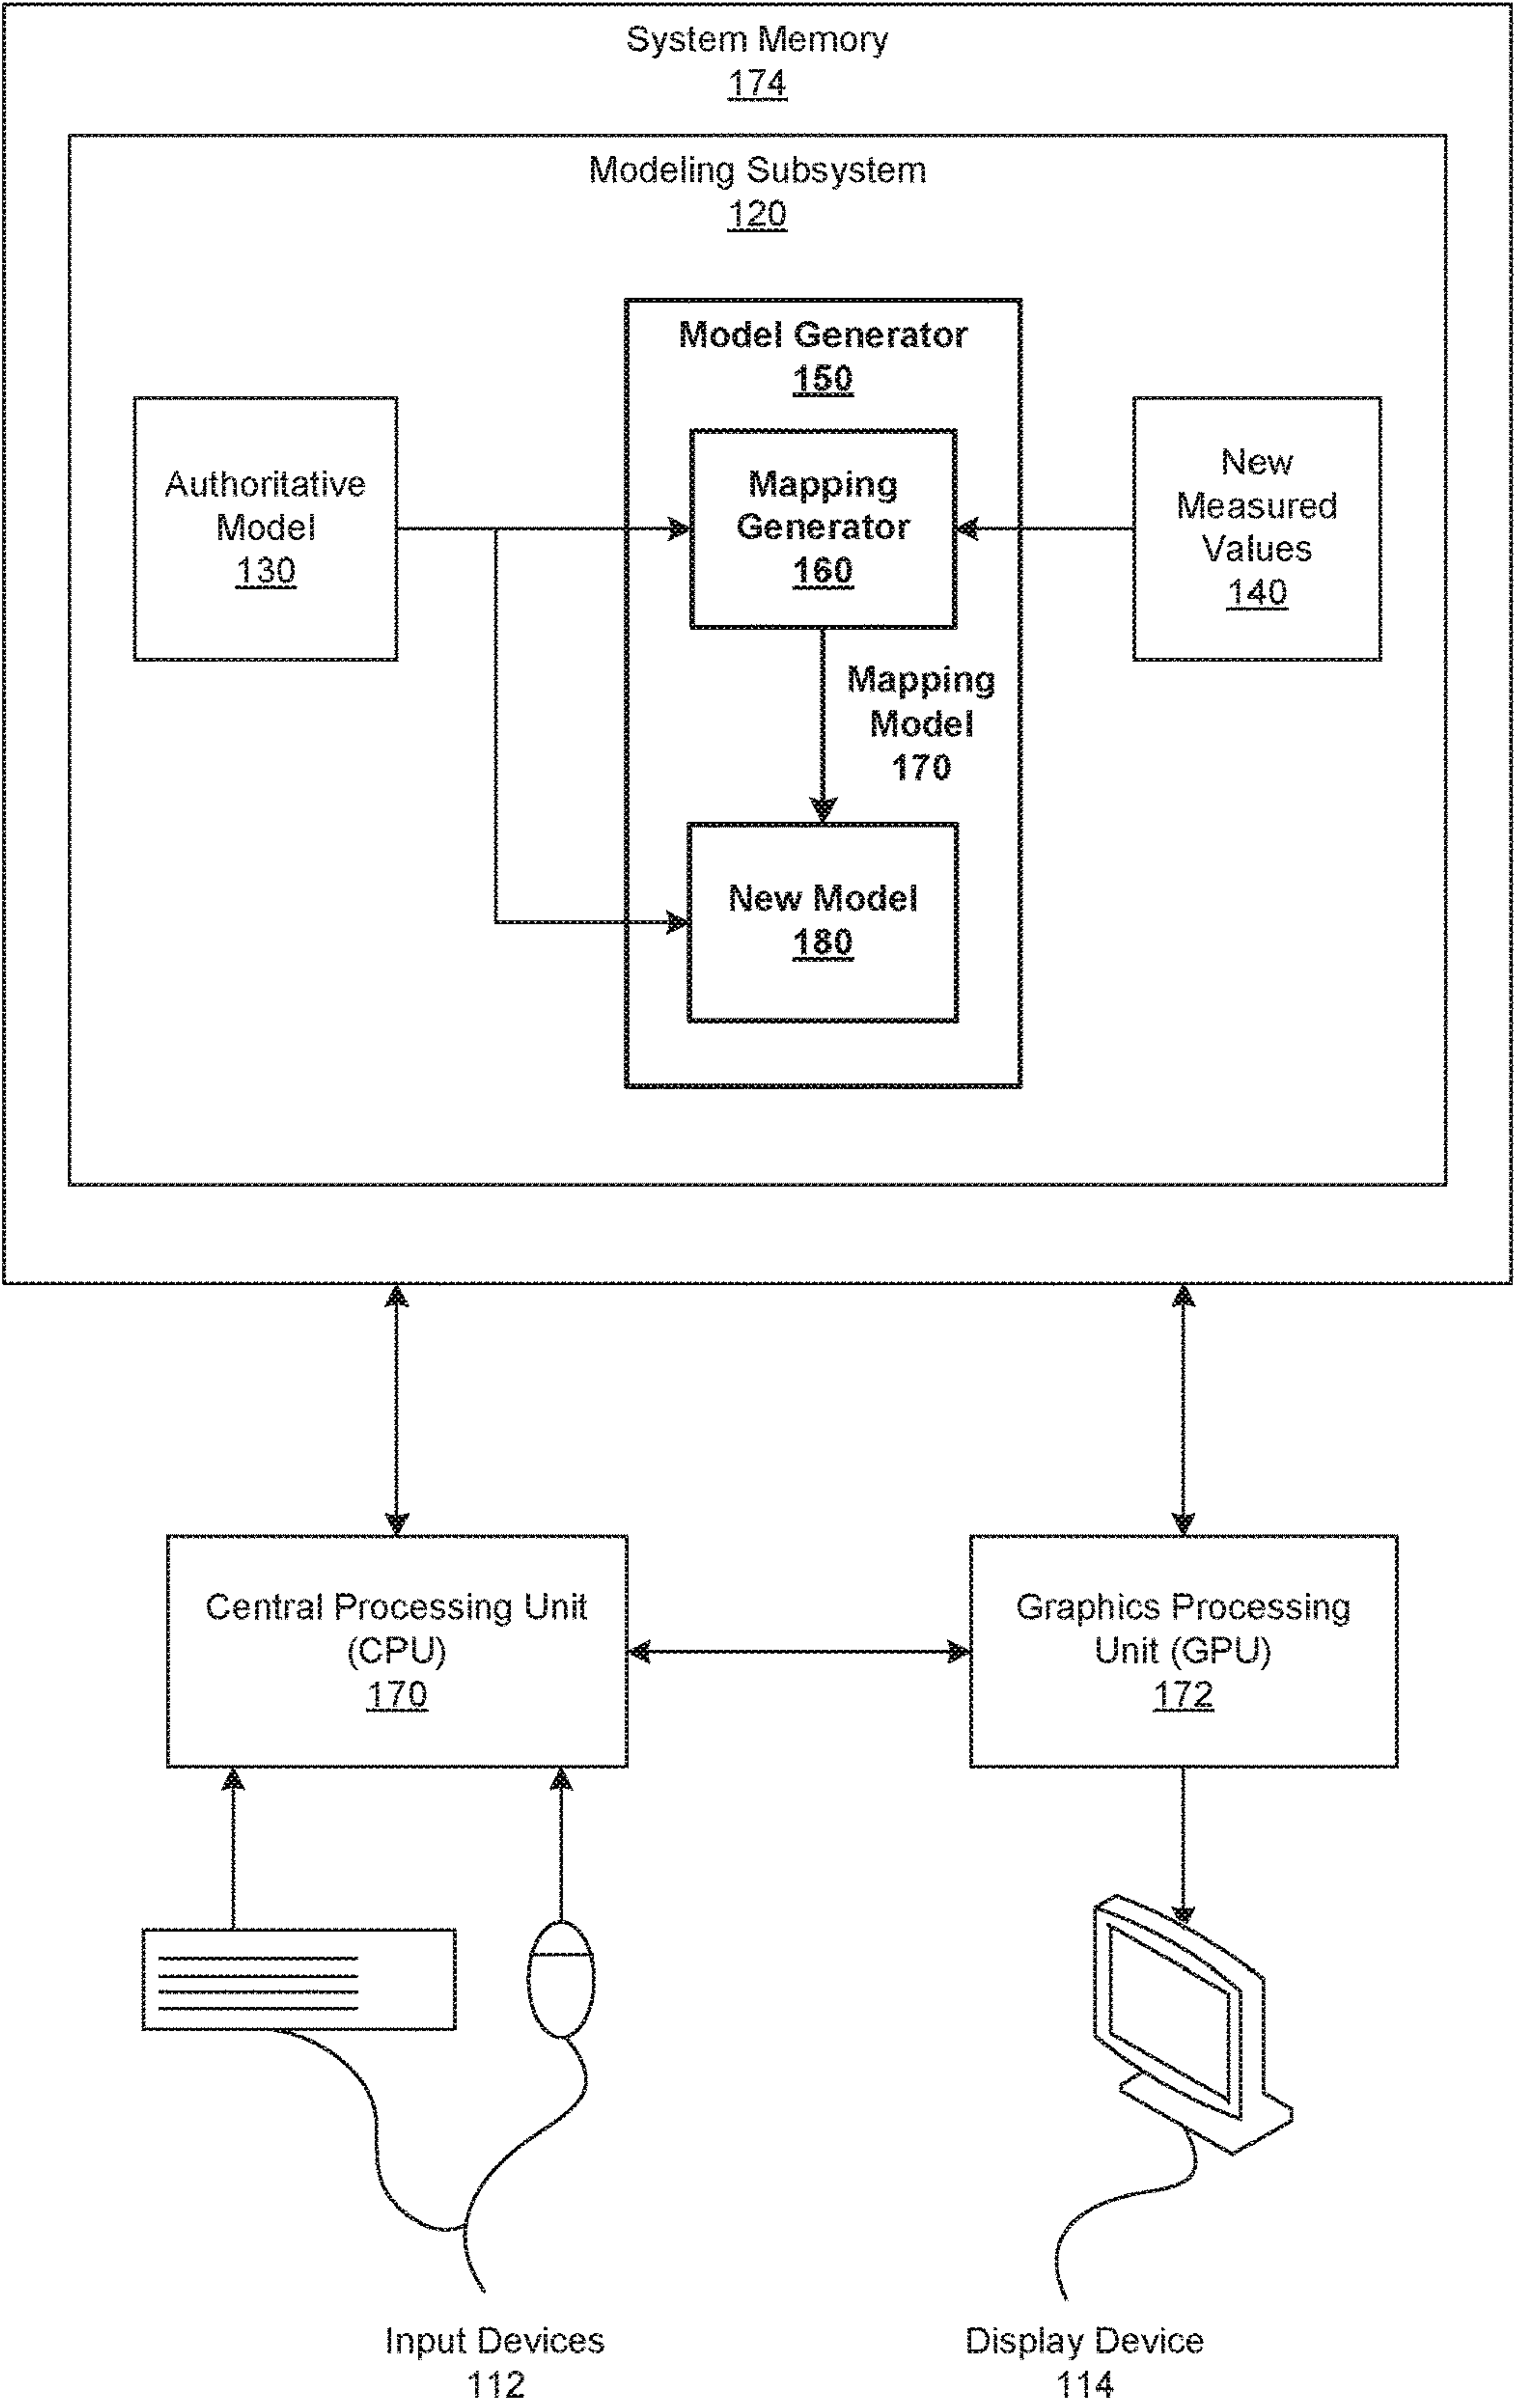 System Memory
174
Modeling Subsystem
120
Model Generator
150
Authoritative
Model
130
Mapping
Generator
160
New
Measured
Values
140
Mapping
Model
170
New Model
180
Central Processing Unit
(CPU)
170
Graphics Processing
Unit (GPU)
172
Input Devices
112
Display Device
114